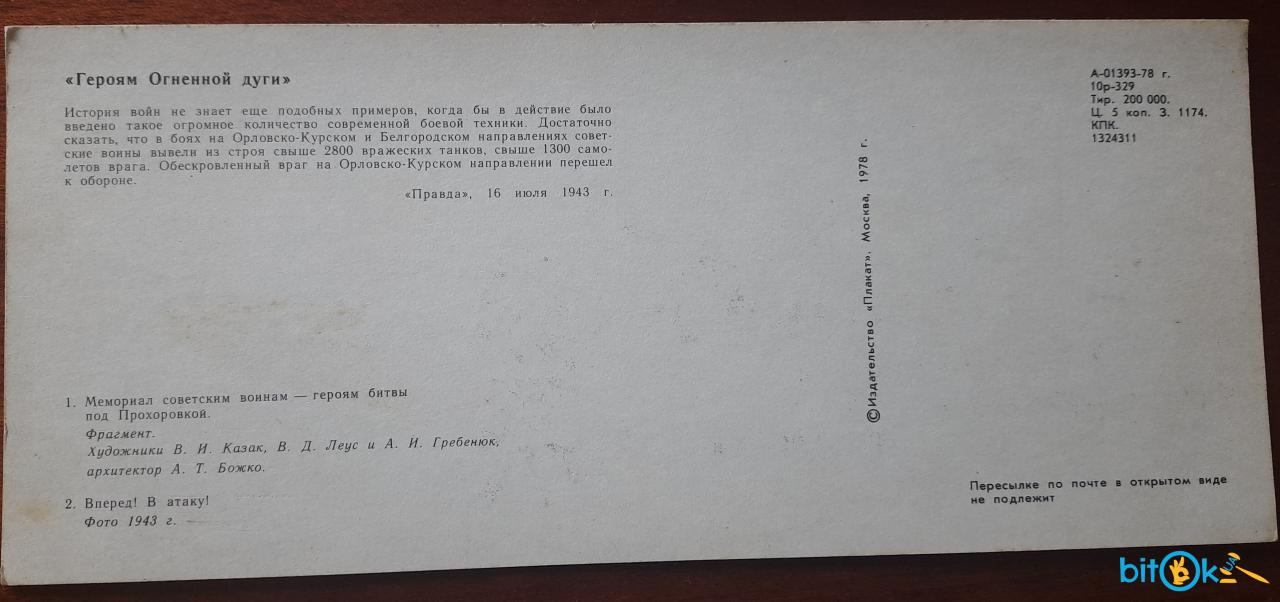 «Героям Огненной дуги»
История войн не знает еще подобных примеров, когда бы в действие было
введено такое огромное количество современной боевой техники. Достаточно
сказать, что в боях на Орловско-Курском и Белгородском направлениях совет-
ские воины вывели из строя свыше 2800 вражеских танков, свыше 1300 само-
летов врага. Обескровленный враг на Орловско-Курском направлении перешел
к обороне.
«Правда», 16 июля 1943 г.
1. Мемориал советским воинам — героям битвы
под Прохоровкой.
Фрагмент.
Художники В. И. Казак, В. Д. Леус и А. И. Гребенюк,
архитектор А. Т. Божко.
2. Вперед! В атаку!
Фото 1943 г.
©Издательство «Плакат». Москва, 1978 г.
А-01393-78 г.
10р-329
Тир. 200 000.
Ц. 5 коп. З. 1174.
КПК.
1324311
Пересылке по почте в открытом виде
не подлежит
bitOk UA